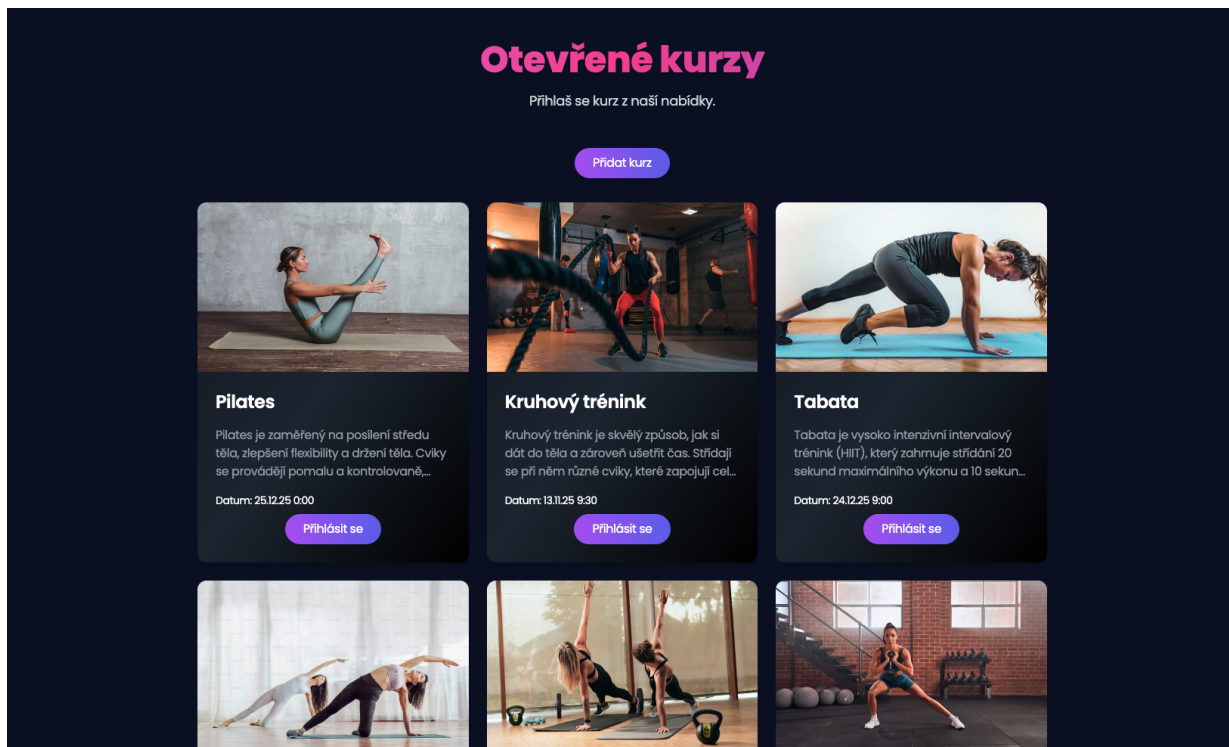 Otevřené kurzy
Přihlaš se kurz z naší nabídky.
Přidat kurz
Pilates
Pilates je zaměřený na posílení středu
těla, zlepšení flexibility a držení těla. Cviky
se provádějí pomalu a kontrolovaně,...
Datum: 25.12.25 0:00
Přihlásit se
Kruhový trénink
Kruhový trénink je skvělý způsob, jak si
dát do těla a zároveň ušetřit čas. Střídají
se při něm různé cviky, které zapojují cel...
Datum: 13.11.25 9:30
Přihlásit se
Tabata
Tabata je vysoko intenzivní intervalový
trénink (HIIT), který zahrnuje střídání 20
sekund maximálního výkonu a 10 sekun...
Datum: 24.12.25 9:00
Přihlásit se